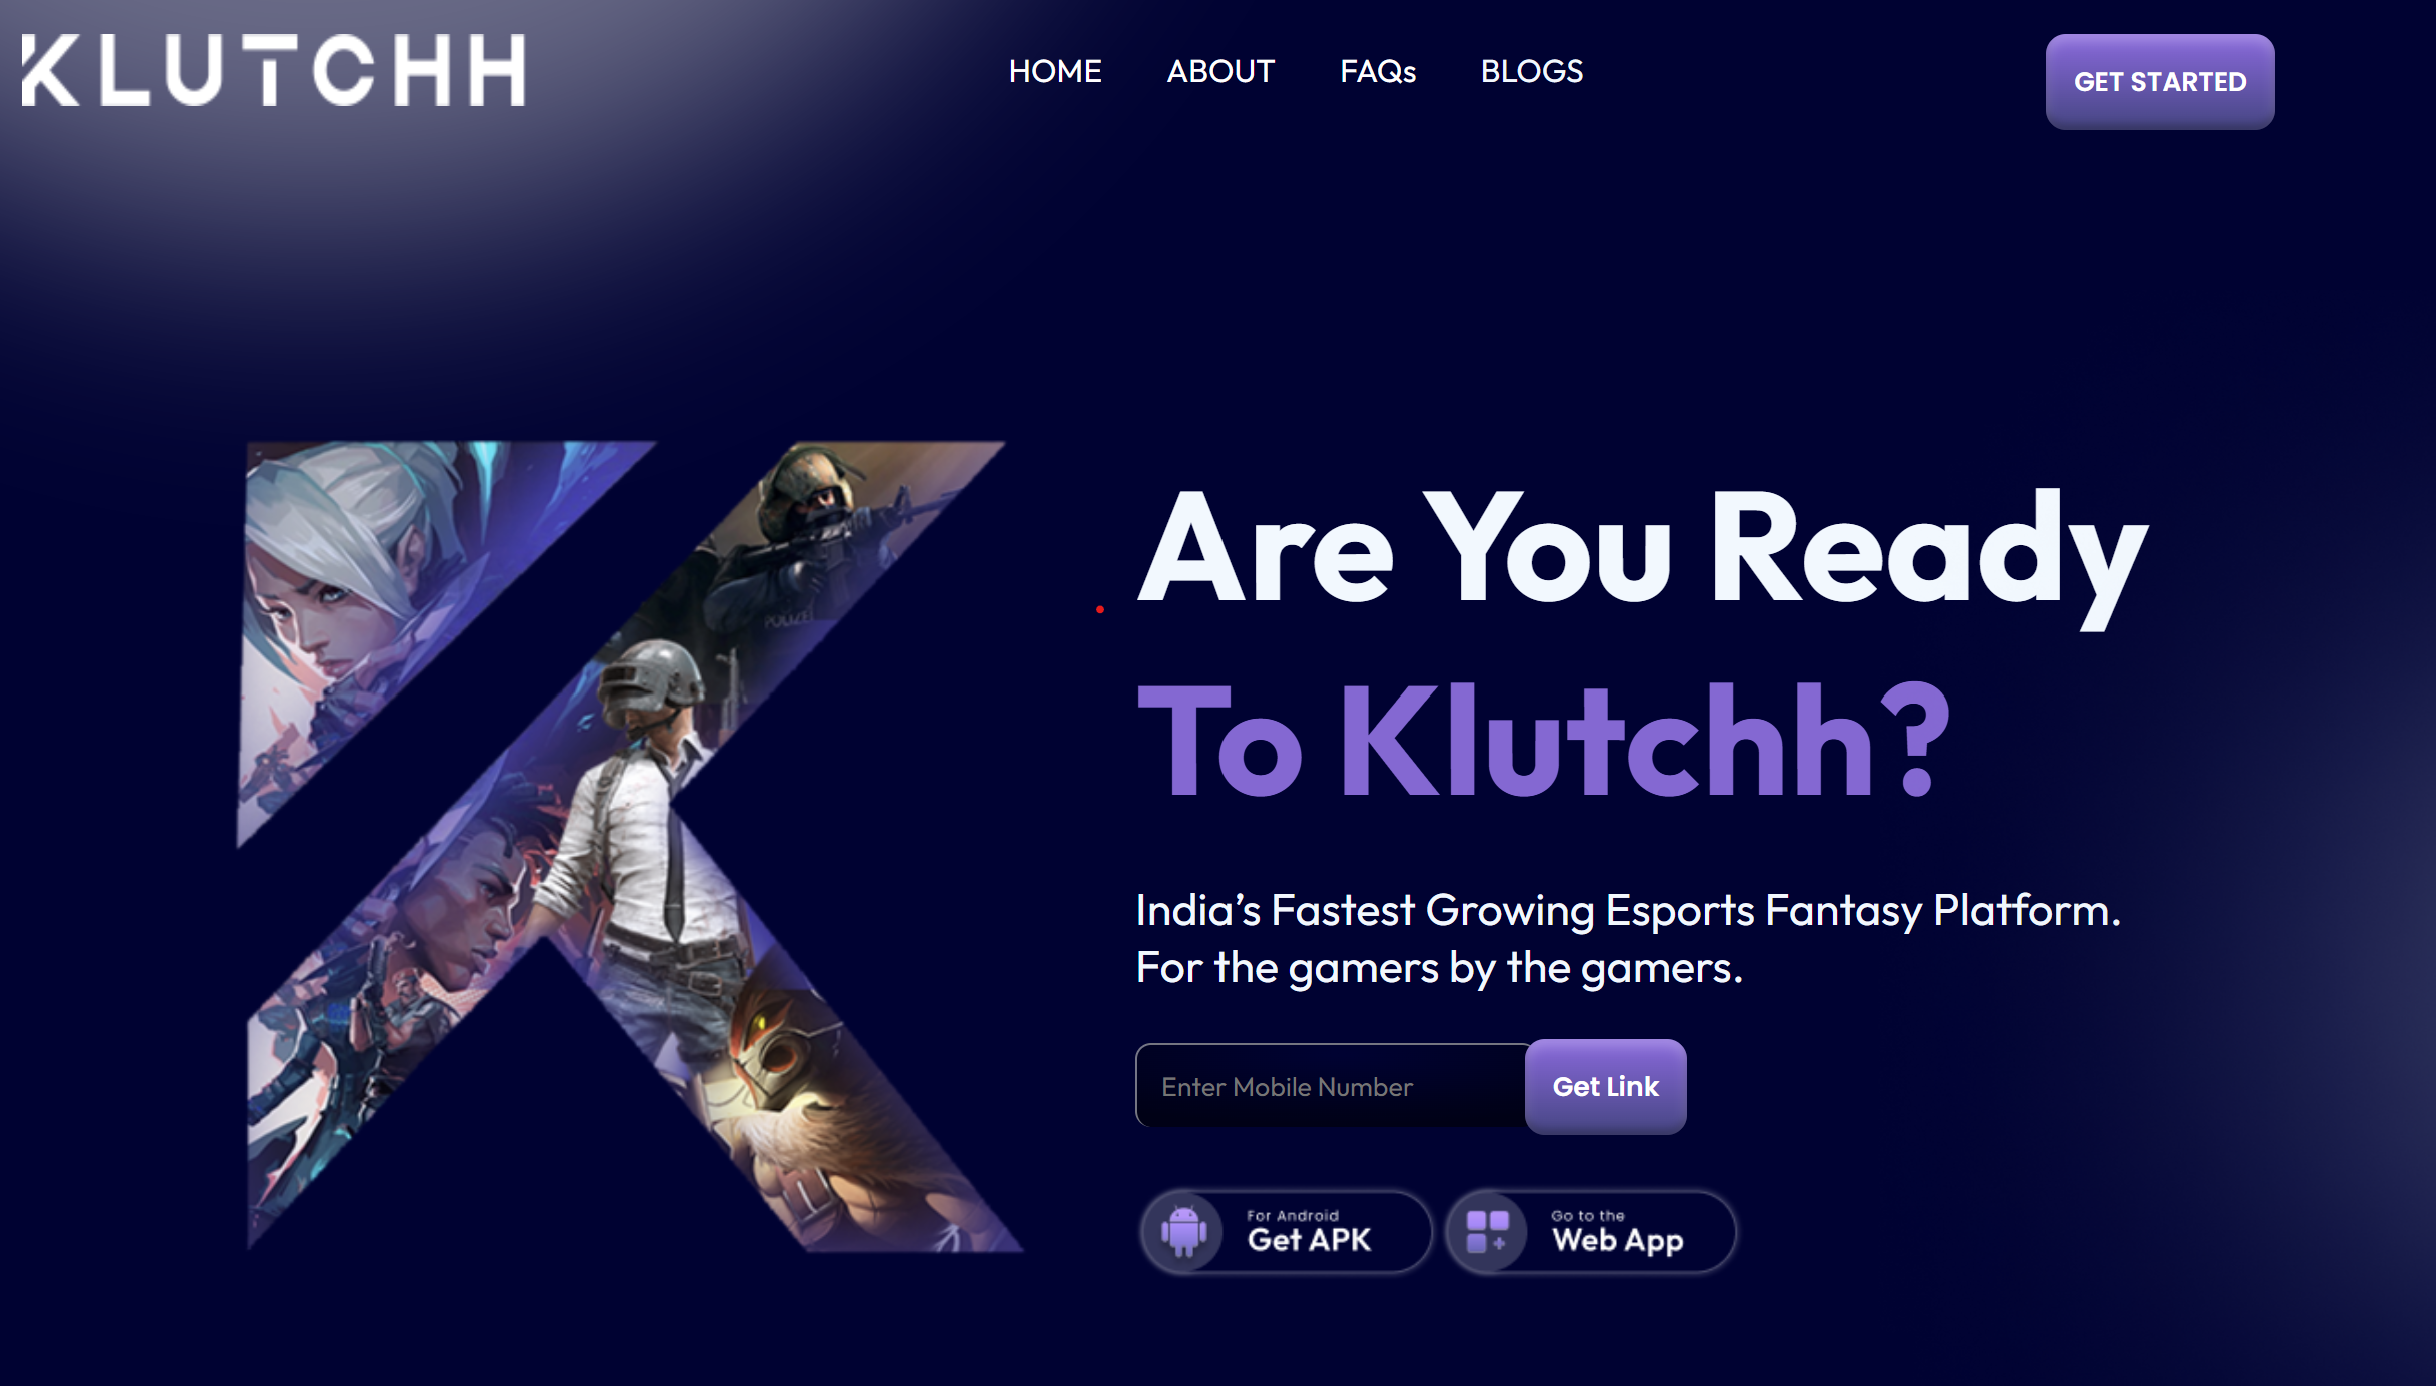 KLUTCHH
HOME ABOUT FAQs BLOGS
GET STARTED
POLIZEI
Are You Ready
To Klutchh?
India’s Fastest Growing Esports Fantasy Platform.
For the gamers by the gamers.
Enter Mobile Number
Get Link
For Android
Get APK
Go to the
Web App